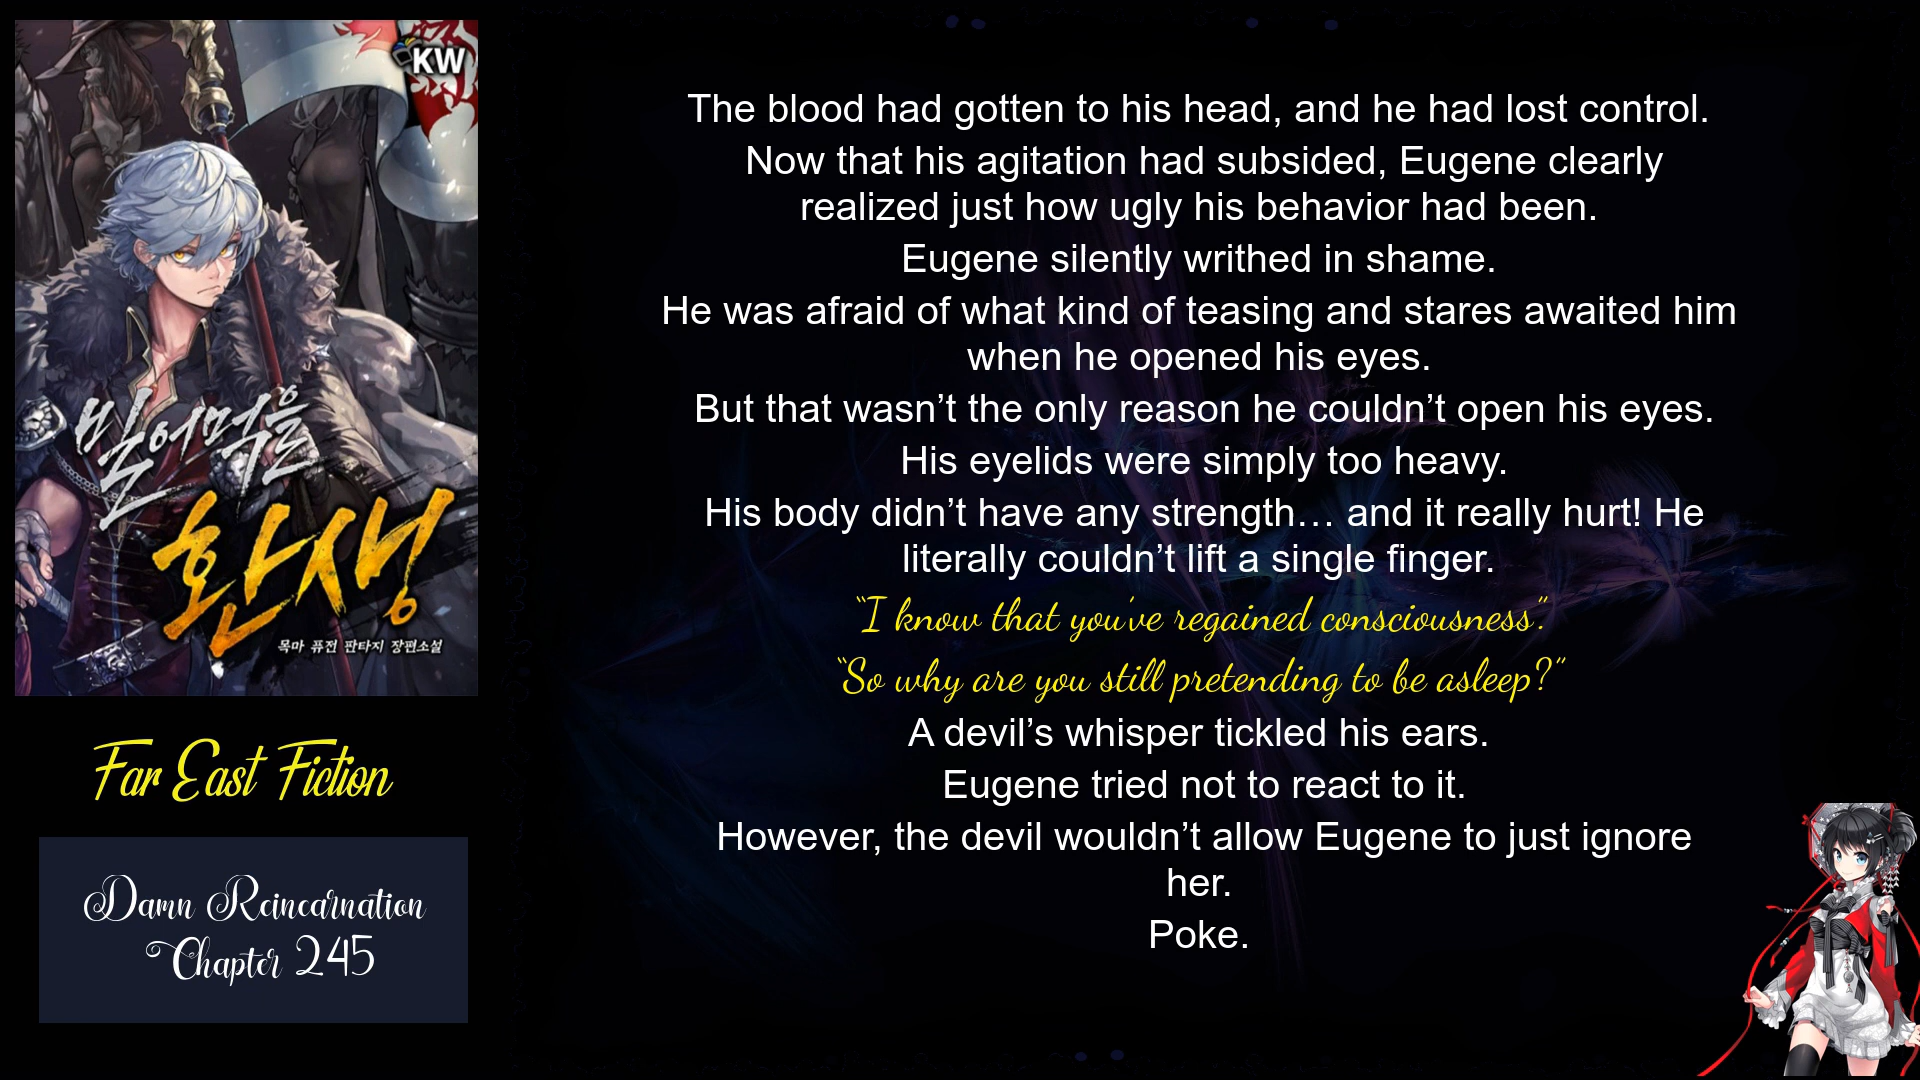 KW
빌어먹을
환생
목마 퓨전 판타지 장편소설
Far East Fiction
Damn Reincarnation
Chapter 245
The blood had gotten to his head, and he had lost control.
Now that his agitation had subsided, Eugene clearly
realized just how ugly his behavior had been.
Eugene silently writhed in shame.
He was afraid of what kind of teasing and stares awaited him
when he opened his eyes.
But that wasn’t the only reason he couldn’t open his eyes.
His eyelids were simply too heavy.
His body didn’t have any strength… and it really hurt! He
literally couldn’t lift a single finger.
“I know that you’ve regained consciousness”.
“So why are you still pretending to be asleep?”
A devil’s whisper tickled his ears.
Eugene tried not to react to it.
However, the devil wouldn’t allow Eugene to just ignore
her.
Poke.